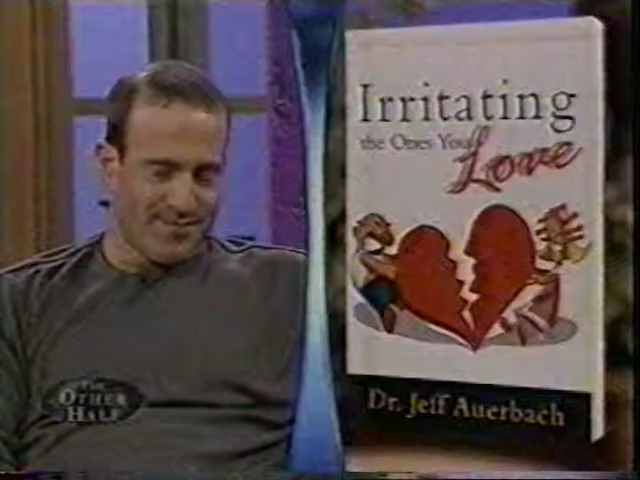 Irritating
the Ones You
Love
Dr. Jeff Auerbach
The
OTHER
HALF